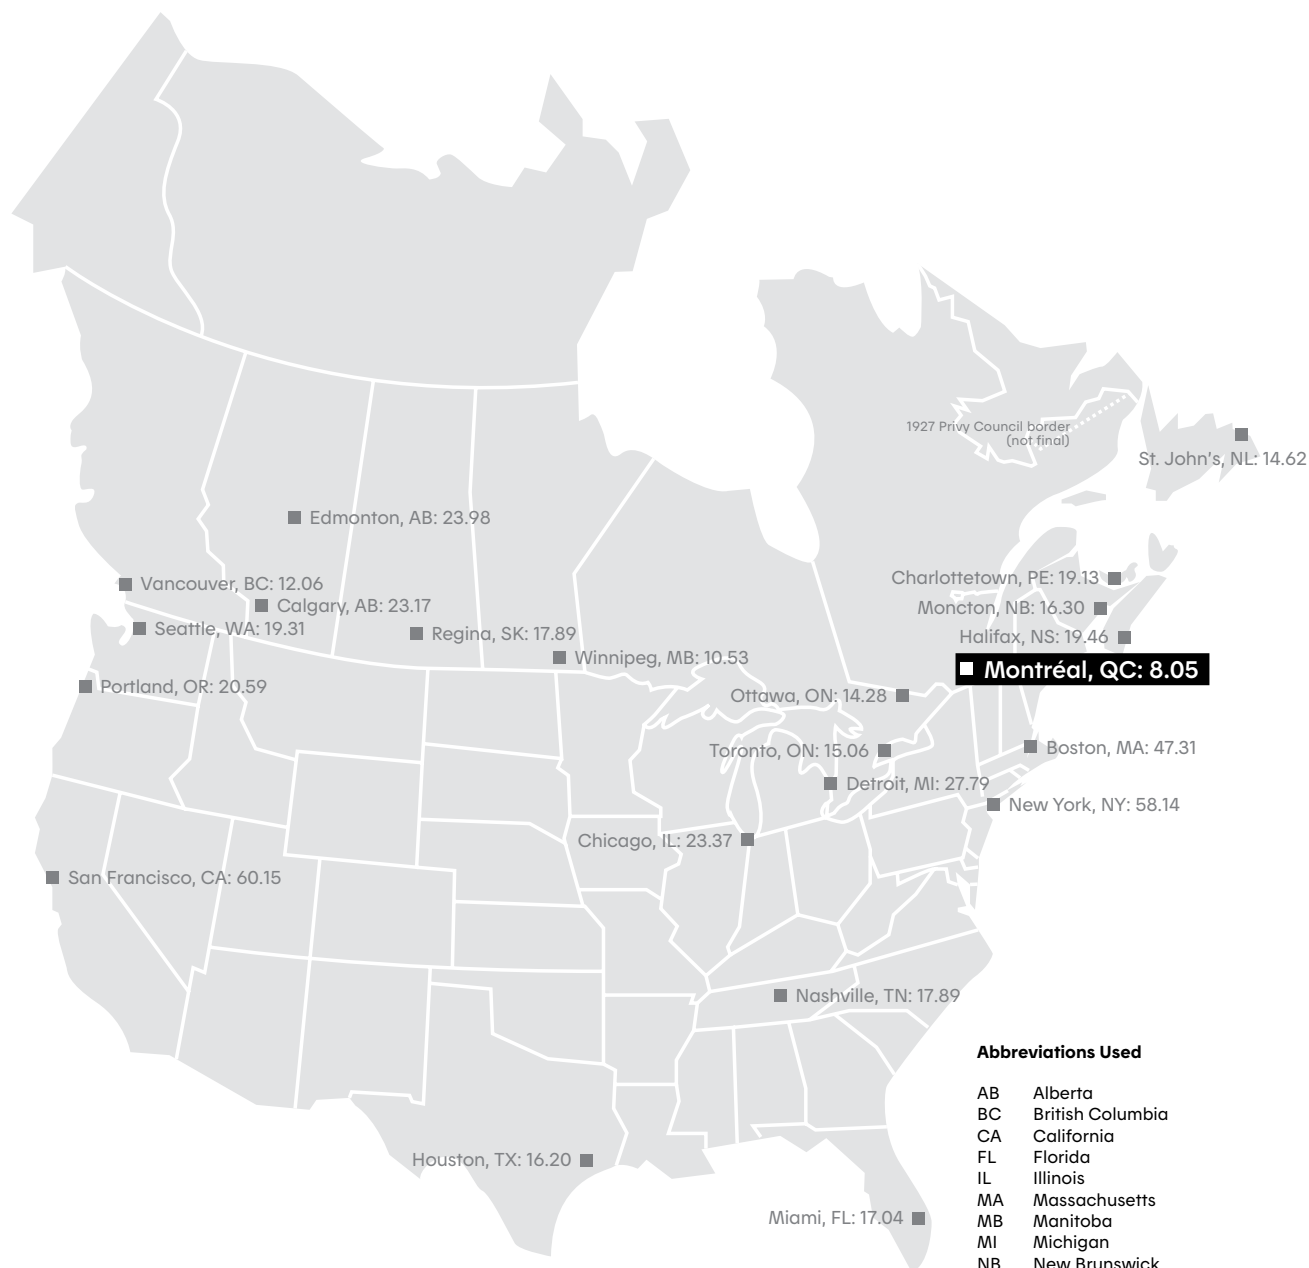 1927 Privy Council border
(not final)
St. John's, NL: 14.62
Edmonton, AB: 23.98
Vancouver, BC: 12.06
Charlottetown, PE: 19.13
Calgary, AB: 23.17
Moncton, NB: 16.30
Seattle, WA: 19.31
Regina, SK: 17.89
Halifax, NS: 19.46
Winnipeg, MB: 10.53
Montréal, QC: 8.05
Portland, OR: 20.59
Ottawa, ON: 14.28
Toronto, ON: 15.06
Boston, MA: 47.31
Detroit, MI: 27.79
New York, NY: 58.14
Chicago, IL: 23.37
San Francisco, CA: 60.15
Nashville, TN: 17.89
Houston, TX: 16.20
Miami, FL: 17.04
Abbreviations Used
AB Alberta
BC British Columbia
CA California
FL Florida
IL Illinois
MA Massachusetts
MB Manitoba
MI Michigan
NB New Brunswick